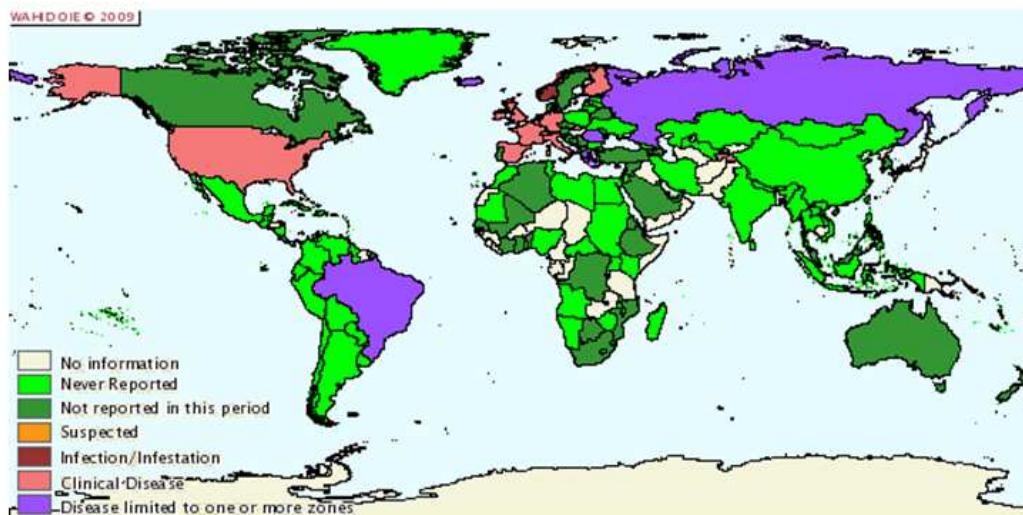 WAHID OIE © 2009
No information
Never Reported
Not reported in this period
Suspected
Infection/Infestation
Clinical Disease
Disease limited to one or more zones